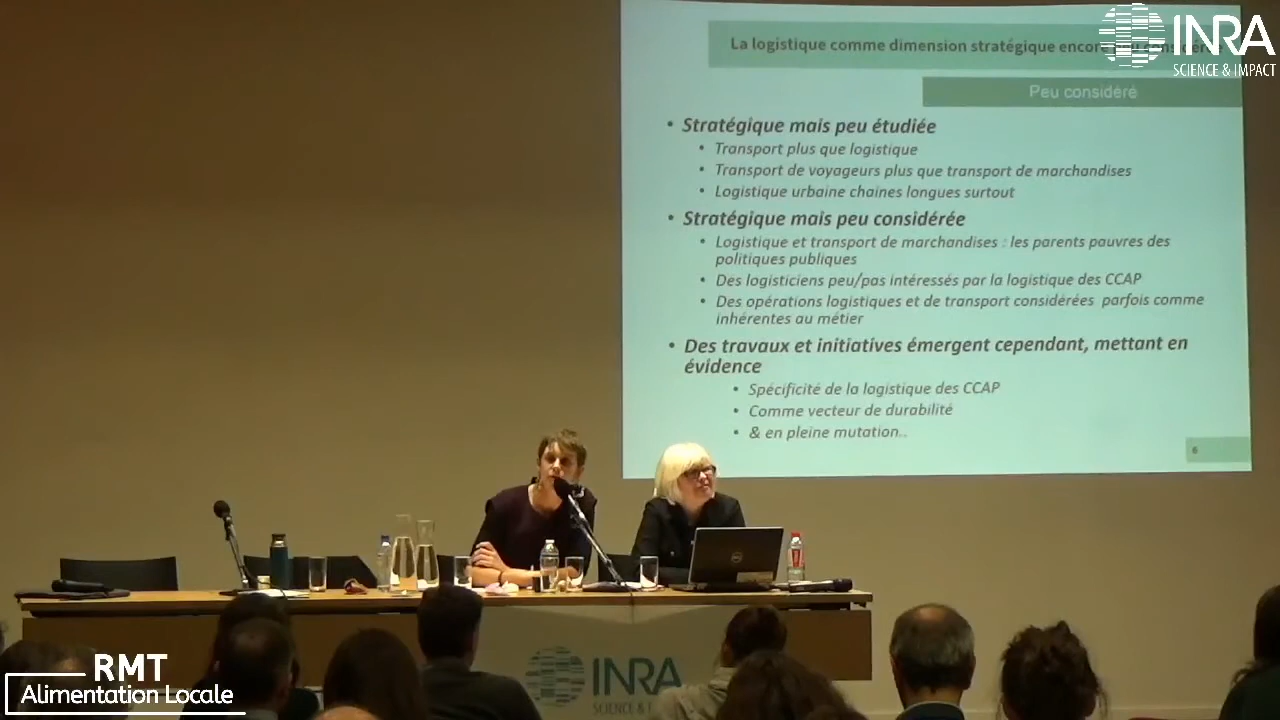 La logistique comme dimension stratégique encore peu considéré
INRA
SCIENCE & IMPACT
Peu considéré
• Stratégique mais peu étudiée
• Transport plus que logistique
• Transport de voyageurs plus que transport de marchandises
• Logistique urbaine chaines longues surtout
• Stratégique mais peu considérée
• Logistique et transport de marchandises : les parents pauvres des
politiques publiques
• Des logisticiens peu/pas intéressés par la logistique des CCAP
• Des opérations logistiques et de transport considérées parfois comme
inhérentes au métier
• Des travaux et initiatives émergent cependant, mettant en
évidence
• Spécificité de la logistique des CCAP
• Comme vecteur de durabilité
• & en pleine mutation..
6
DELL
INRA
SCIENCE &
RMT
Alimentation Locale